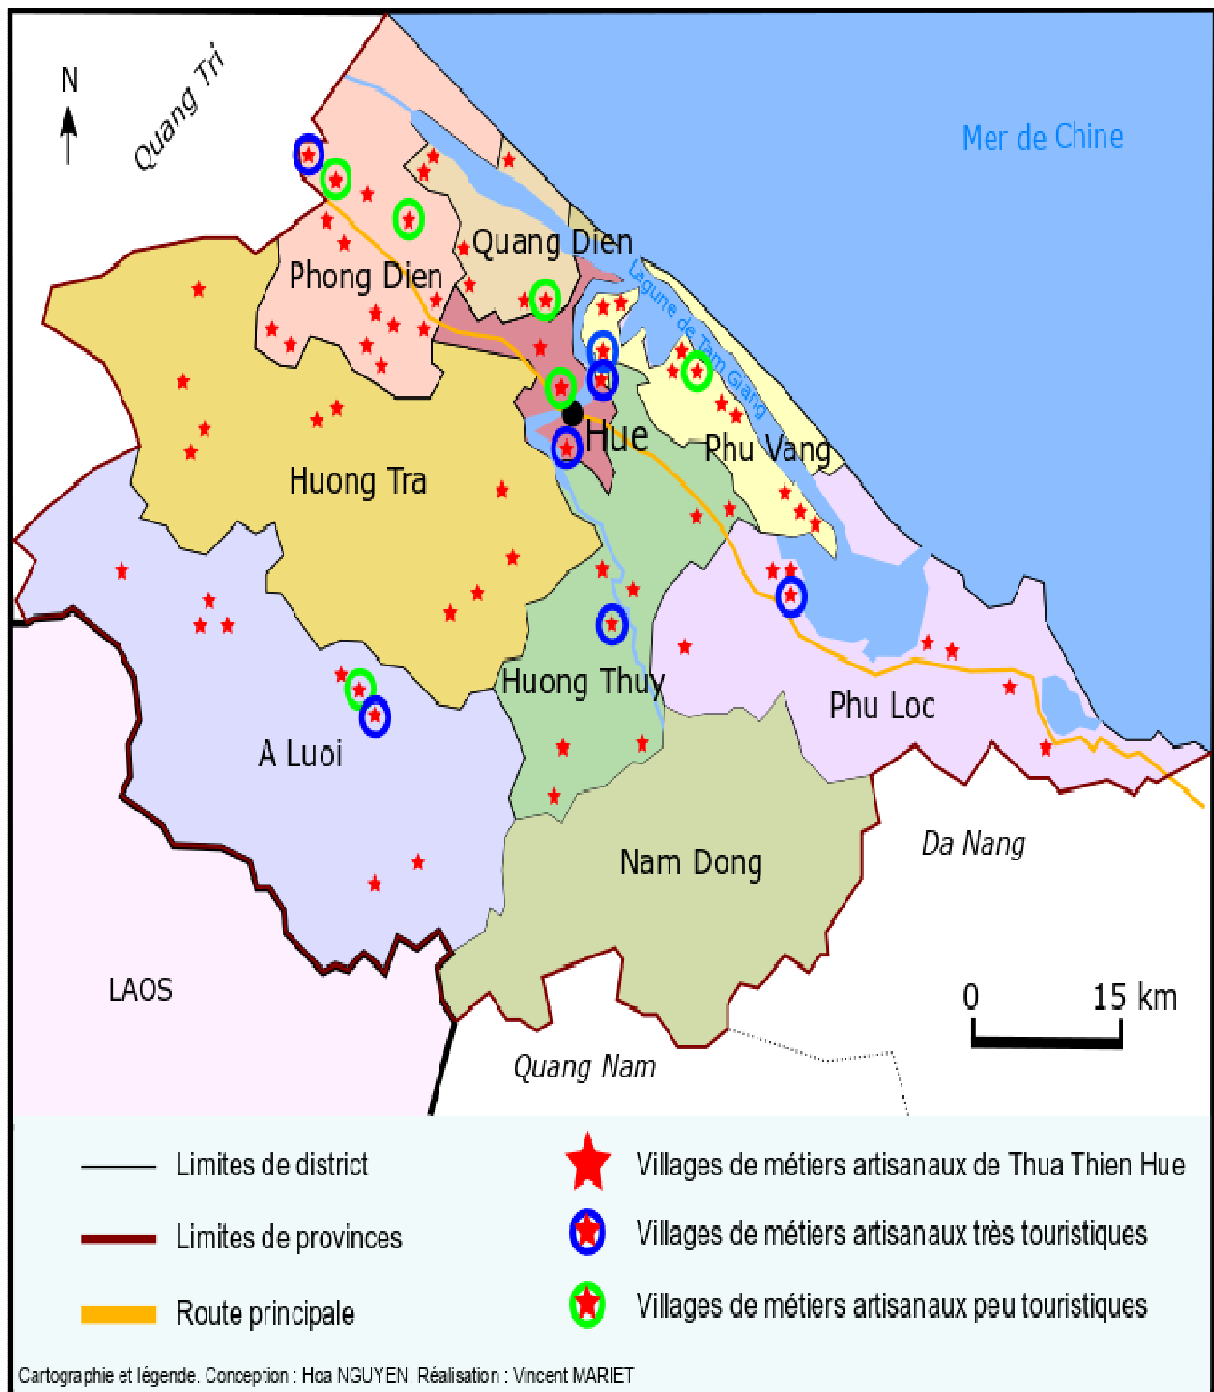 N
Quang Tri
Mer de Chine
Quang Dien
Phong Dien
Lagune de Tam Giang
Hue
Phu Vang
Huong Tra
Huong Thuy
Phu Loc
A Luoi
Da Nang
Nam Dong
LAOS
0 15 km
Quang Nam
Limites de district
Villages de métiers artisanaux de Thua Thien Hue
Limites de provinces
Villages de métiers artisanaux très touristiques
Route principale
Villages de métiers artisanaux peu touristiques
Cartographie et légende. Conception : Hoa NGUYEN Réalisation : Vincent MARIET